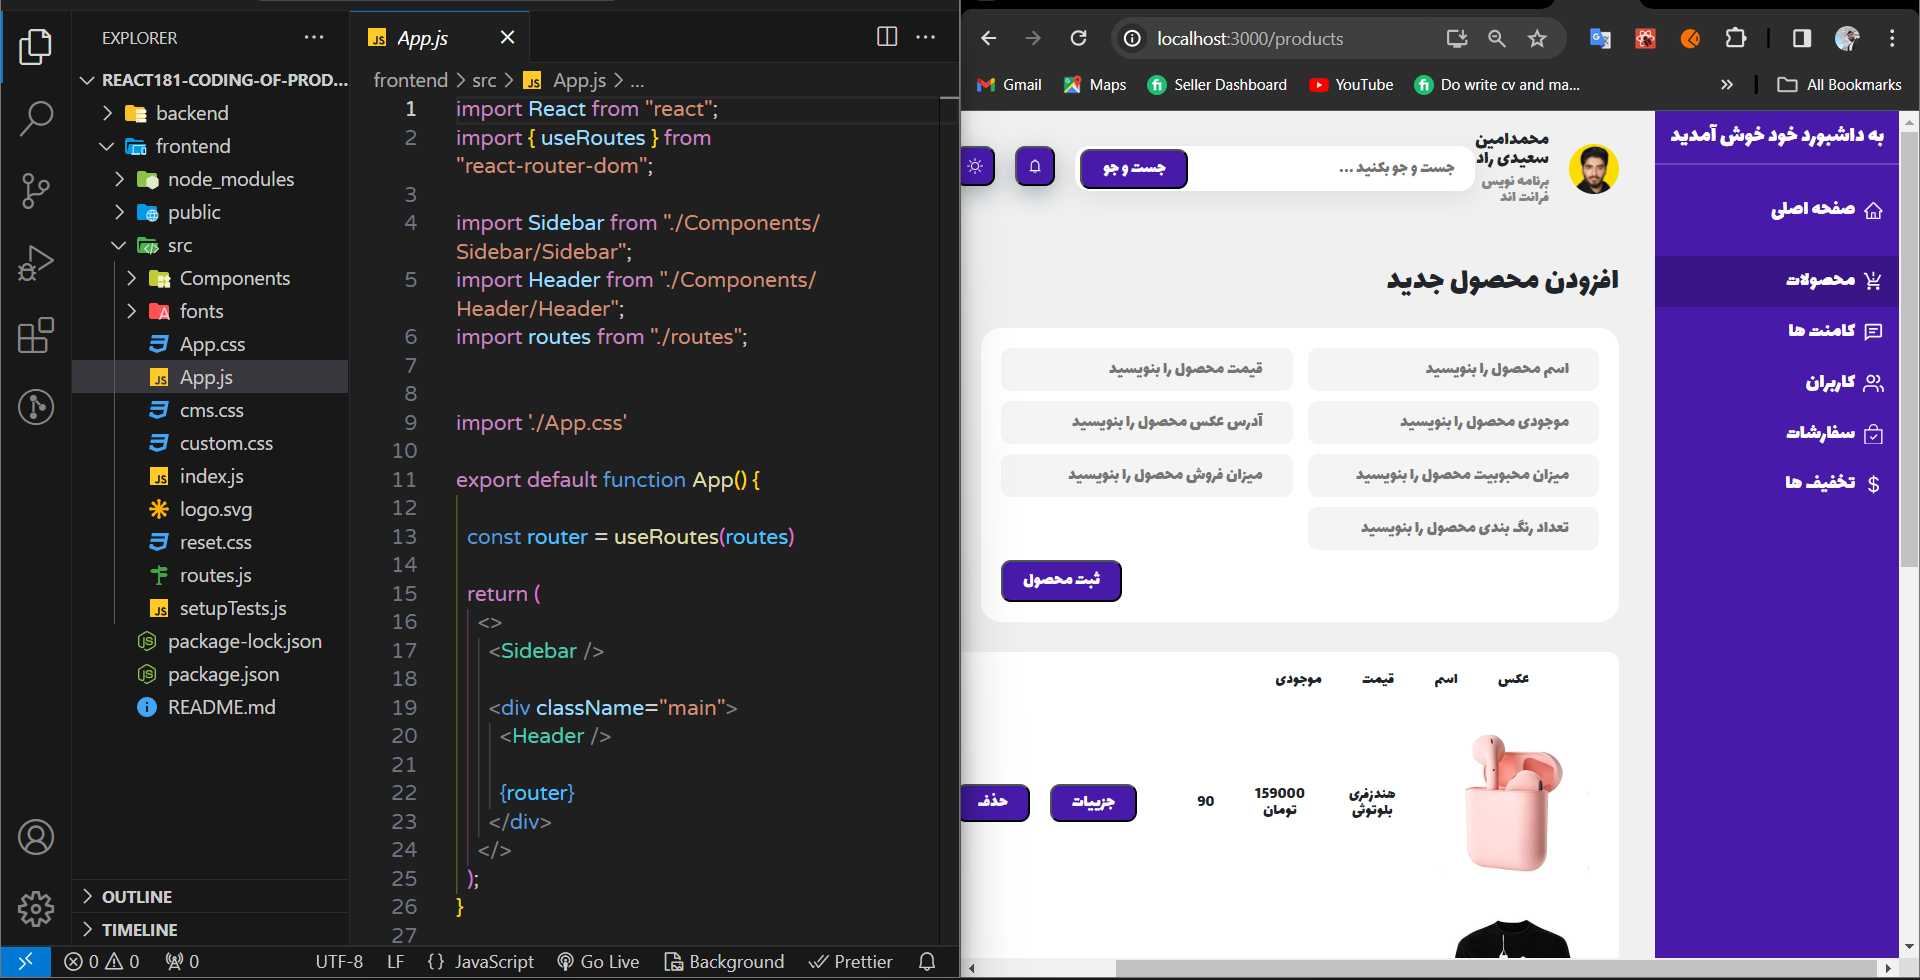 EXPLORER
REACT181-CODING-OF-PROD...
backend
frontend
node_modules
public
src
Components
fonts
App.css
App.js
cms.css
custom.css
index.js
logo.svg
reset.css
routes.js
setupTests.js
package-lock.json
package.json
README.md
OUTLINE
TIMELINE
App.js
frontend > src > App.js > ...
1 import React from "react";
2 import { useRoutes } from
"react-router-dom";
3
4 import Sidebar from "./Components/
Sidebar/Sidebar";
5 import Header from "./Components/
Header/Header";
6 import routes from "./routes";
7
8
9 import './App.css'
10
11 export default function App() {
12
13 const router = useRoutes(routes)
14
15 return (
16 <>
17 <Sidebar />
18
19 <div className="main">
20 <Header />
21
22 {router}
23 </div>
24 </>
25 );
26 }
27
0 0 0 UTF-8 LF {} JavaScript Go Live Background Prettier
localhost:3000/products
Gmail Maps Seller Dashboard YouTube Do write cv and ma... » All Bookmarks
به داشبورد خود خوش آمدید
صفحه اصلی
محصولات
کامنت ها
کاربران
سفارشات
تخفیف ها
محمدامین
سعیدی راد
برنامه نویس
فرانت اند
جست و جو بکنید ...
جست و جو
افزودن محصول جدید
اسم محصول را بنویسید
قیمت محصول را بنویسید
موجودی محصول را بنویسید
آدرس عکس محصول را بنویسید
میزان محبوبیت محصول را بنویسید
میزان فروش محصول را بنویسید
تعداد رنگ بندی محصول را بنویسید
ثبت محصول
عکس اسم قیمت موجودی
هندزفری
بلوتوثی
159000
تومان
90
جزییات
حذف